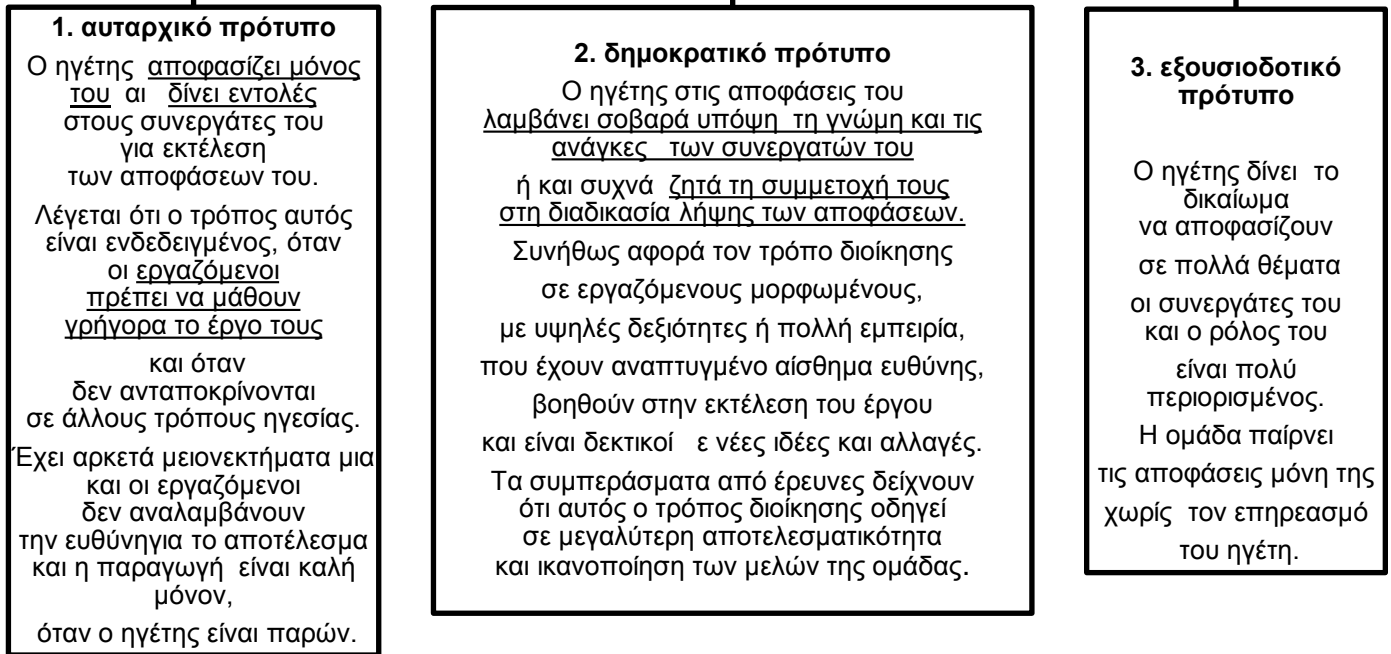 1. αυταρχικό πρότυπο
Ο ηγέτης αποφασίζει μόνος
του αι δίνει εντολές
στους συνεργάτες του
για εκτέλεση
των αποφάσεων του.
Λέγεται ότι ο τρόπος αυτός
είναι ενδεδειγμένος, όταν
οι εργαζόμενοι
πρέπει να μάθουν
γρήγορα το έργο τους
και όταν
δεν ανταποκρίνονται
σε άλλους τρόπους ηγεσίας.
Έχει αρκετά μειονεκτήματα μια
και οι εργαζόμενοι
δεν αναλαμβάνουν
την ευθύνηγια το αποτέλεσμα
και η παραγωγή είναι καλή
μόνον,
όταν ο ηγέτης είναι παρών.
2. δημοκρατικό πρότυπο
Ο ηγέτης στις αποφάσεις του
λαμβάνει σοβαρά υπόψη τη γνώμη και τις
ανάγκες των συνεργατών του
ή και συχνά ζητά τη συμμετοχή τους
στη διαδικασία λήψης των αποφάσεων.
Συνήθως αφορά τον τρόπο διοίκησης
σε εργαζόμενους μορφωμένους,
με υψηλές δεξιότητες ή πολλή εμπειρία,
που έχουν αναπτυγμένο αίσθημα ευθύνης,
βοηθούν στην εκτέλεση του έργου
και είναι δεκτικοί ε νέες ιδέες και αλλαγές.
Τα συμπεράσματα από έρευνες δείχνουν
ότι αυτός ο τρόπος διοίκησης οδηγεί
σε μεγαλύτερη αποτελεσματικότητα
και ικανοποίηση των μελών της ομάδας.
3. εξουσιοδοτικό
πρότυπο
Ο ηγέτης δίνει το
δικαίωμα
να αποφασίζουν
σε πολλά θέματα
οι συνεργάτες του
και ο ρόλος του
είναι πολύ
περιορισμένος.
Η ομάδα παίρνει
τις αποφάσεις μόνη της
χωρίς τον επηρεασμό
του ηγέτη.